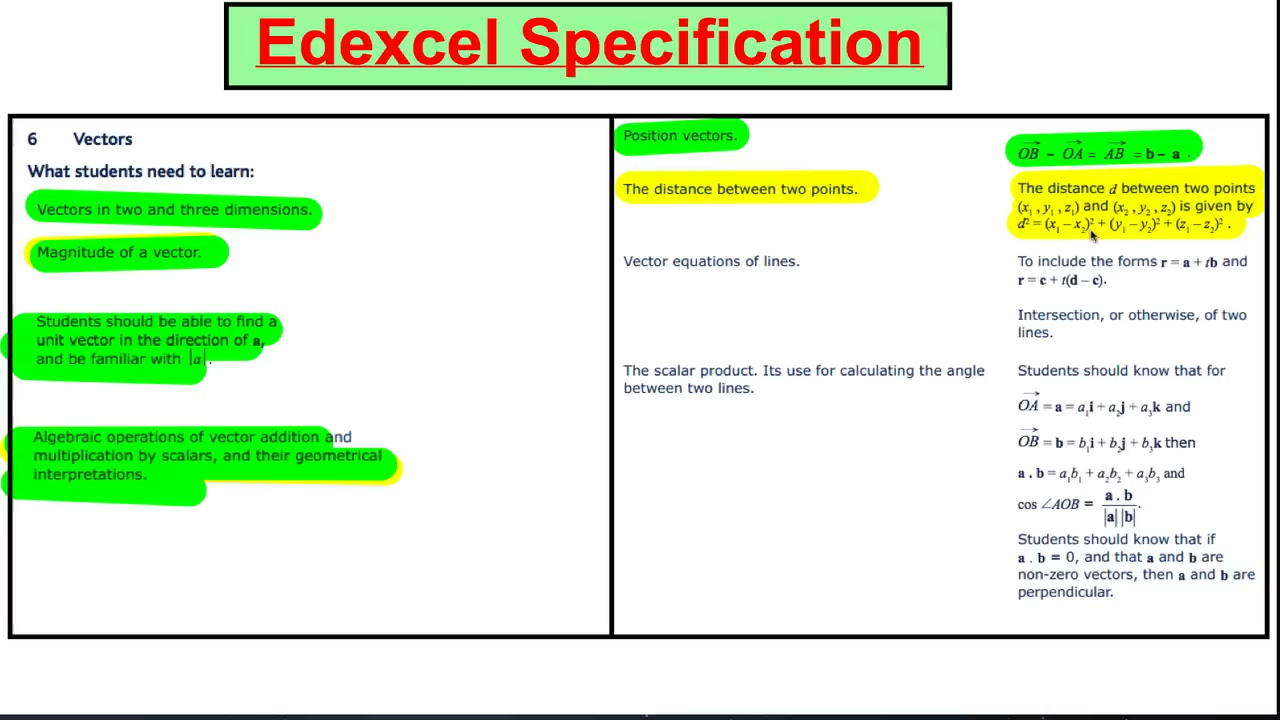 Edexcel Specification
6 Vectors
What students need to learn:
Vectors in two and three dimensions.
Magnitude of a vector.
Students should be able to find a
unit vector in the direction of a,
and be familiar with |a|.
Algebraic operations of vector addition and
multiplication by scalars, and their geometrical
interpretations.
Position vectors.
OB⃗ – OA⃗ = AB⃗ = b – a .
The distance between two points.
The distance d between two points
(x₁ , y₁ , z₁) and (x₂ , y₂ , z₂) is given by
d² = (x₁ – x₂)² + (y₁ – y₂)² + (z₁ – z₂)² .
Vector equations of lines.
To include the forms r = a + tb and
r = c + t(d – c).
Intersection, or otherwise, of two
lines.
The scalar product. Its use for calculating the angle
between two lines.
Students should know that for
OA⃗ = a = a₁i + a₂j + a₃k and
OB⃗ = b = b₁i + b₂j + b₃k then
a . b = a₁b₁ + a₂b₂ + a₃b₃ and
cos ∠AOB = a . b / |a| |b| .
Students should know that if
a . b = 0, and that a and b are
non-zero vectors, then a and b are
perpendicular.